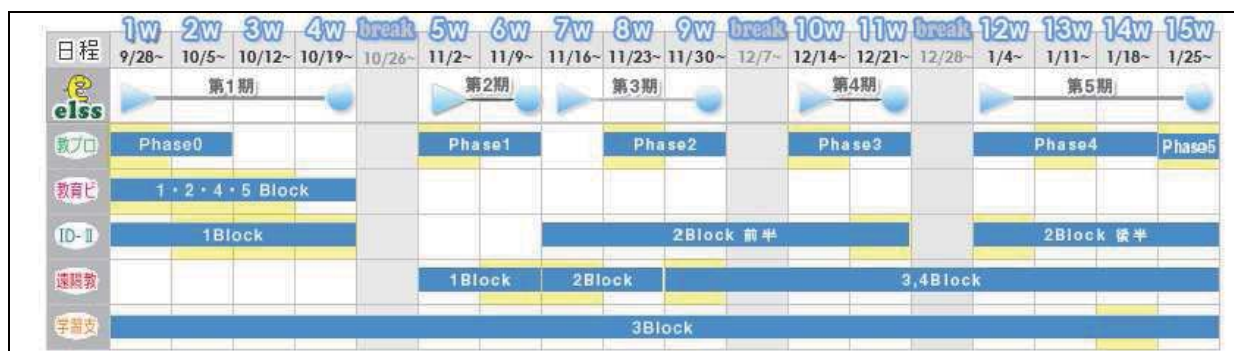 1W 2W 3W 4W break 5W 6W 7W 8W 9W break 10W 11W break 12W 13W 14W 15W
日程 9/28~ 10/5~ 10/12~ 10/19~ 10/26~ 11/2~ 11/9~ 11/16~ 11/23~ 11/30~ 12/7~ 12/14~ 12/21~ 12/28~ 1/4~ 1/11~ 1/18~ 1/25~
elss 第1期 第2期 第3期 第4期 第5期
教プロ Phase0 Phase1 Phase2 Phase3 Phase4 Phase5
教育ビ 1・2・4・5 Block
ID-Ⅱ 1Block 2Block 前半 2Block 後半
遠隔教 1Block 2Block 3,4Block
学習支 3Block